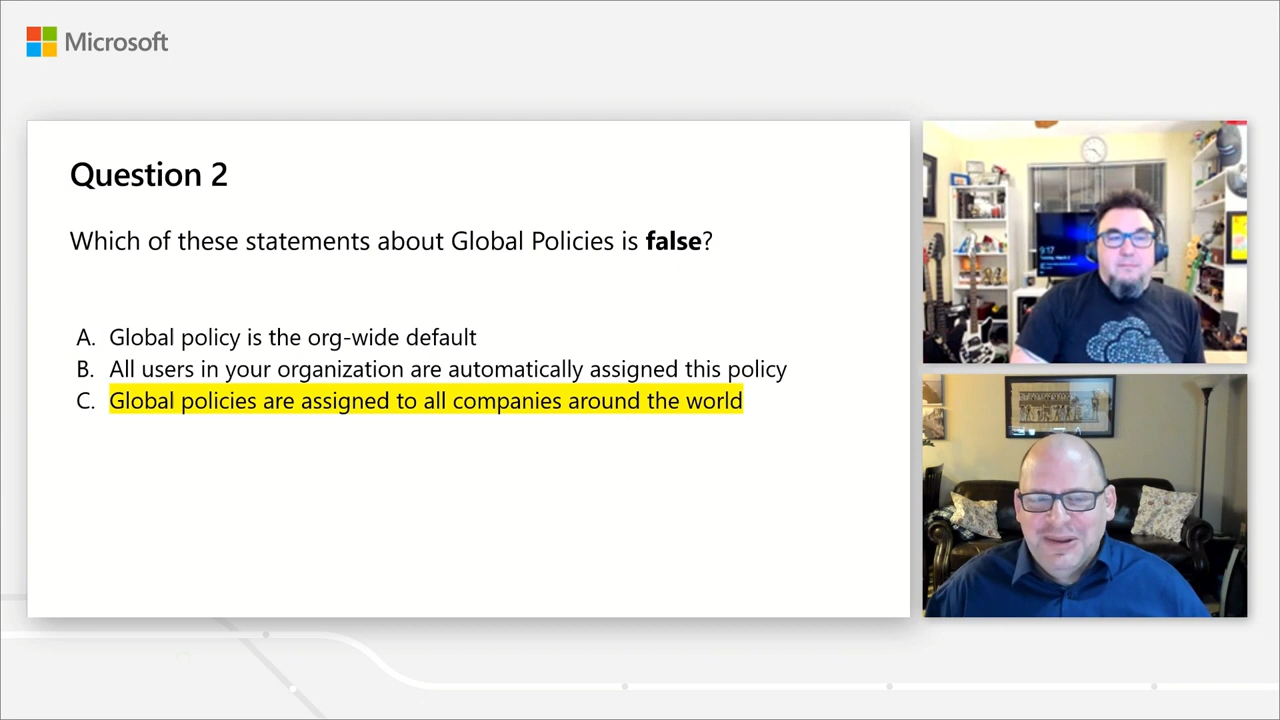 Microsoft
Question 2
Which of these statements about Global Policies is false?
A. Global policy is the org-wide default
B. All users in your organization are automatically assigned this policy
C. Global policies are assigned to all companies around the world
9:17